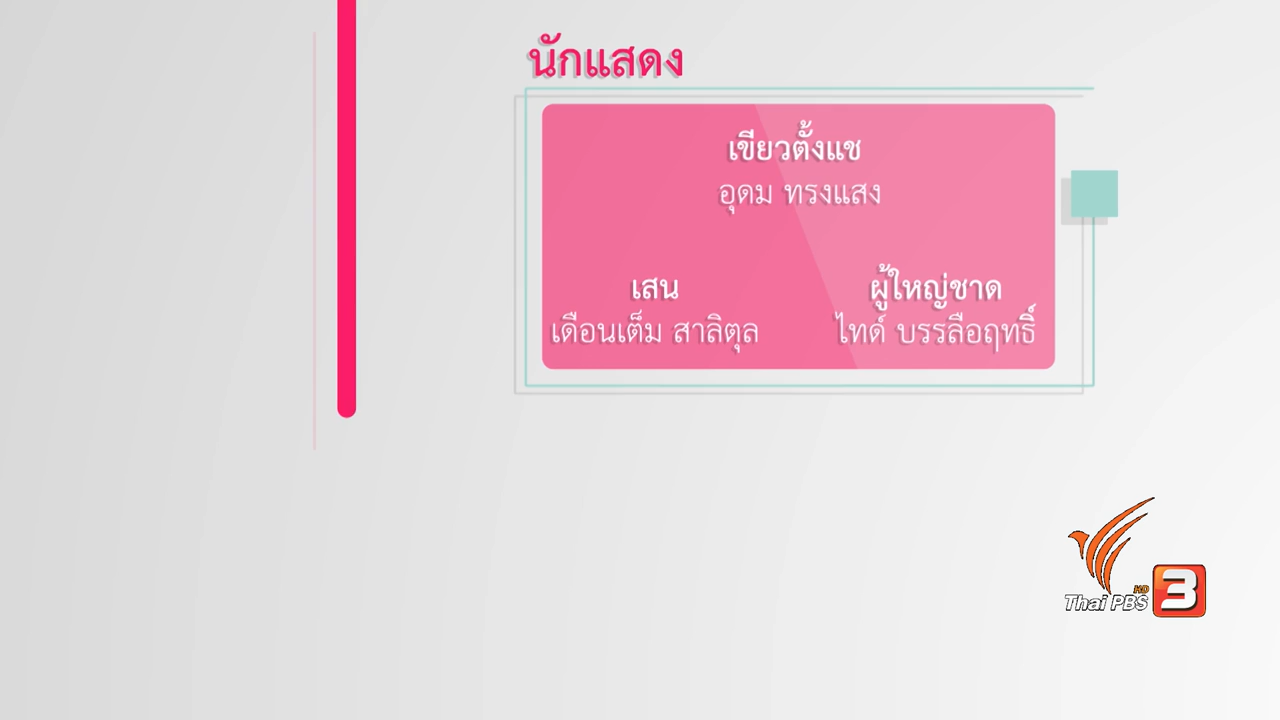 นักแสดง
เขียวตั้งแช
อุดม ทรงแสง
เสน
เดือนเต็ม สาลิตุล
ผู้ใหญ่ชาด
ไทด์ บรรลือฤทธิ์
Thai PBS HD 3